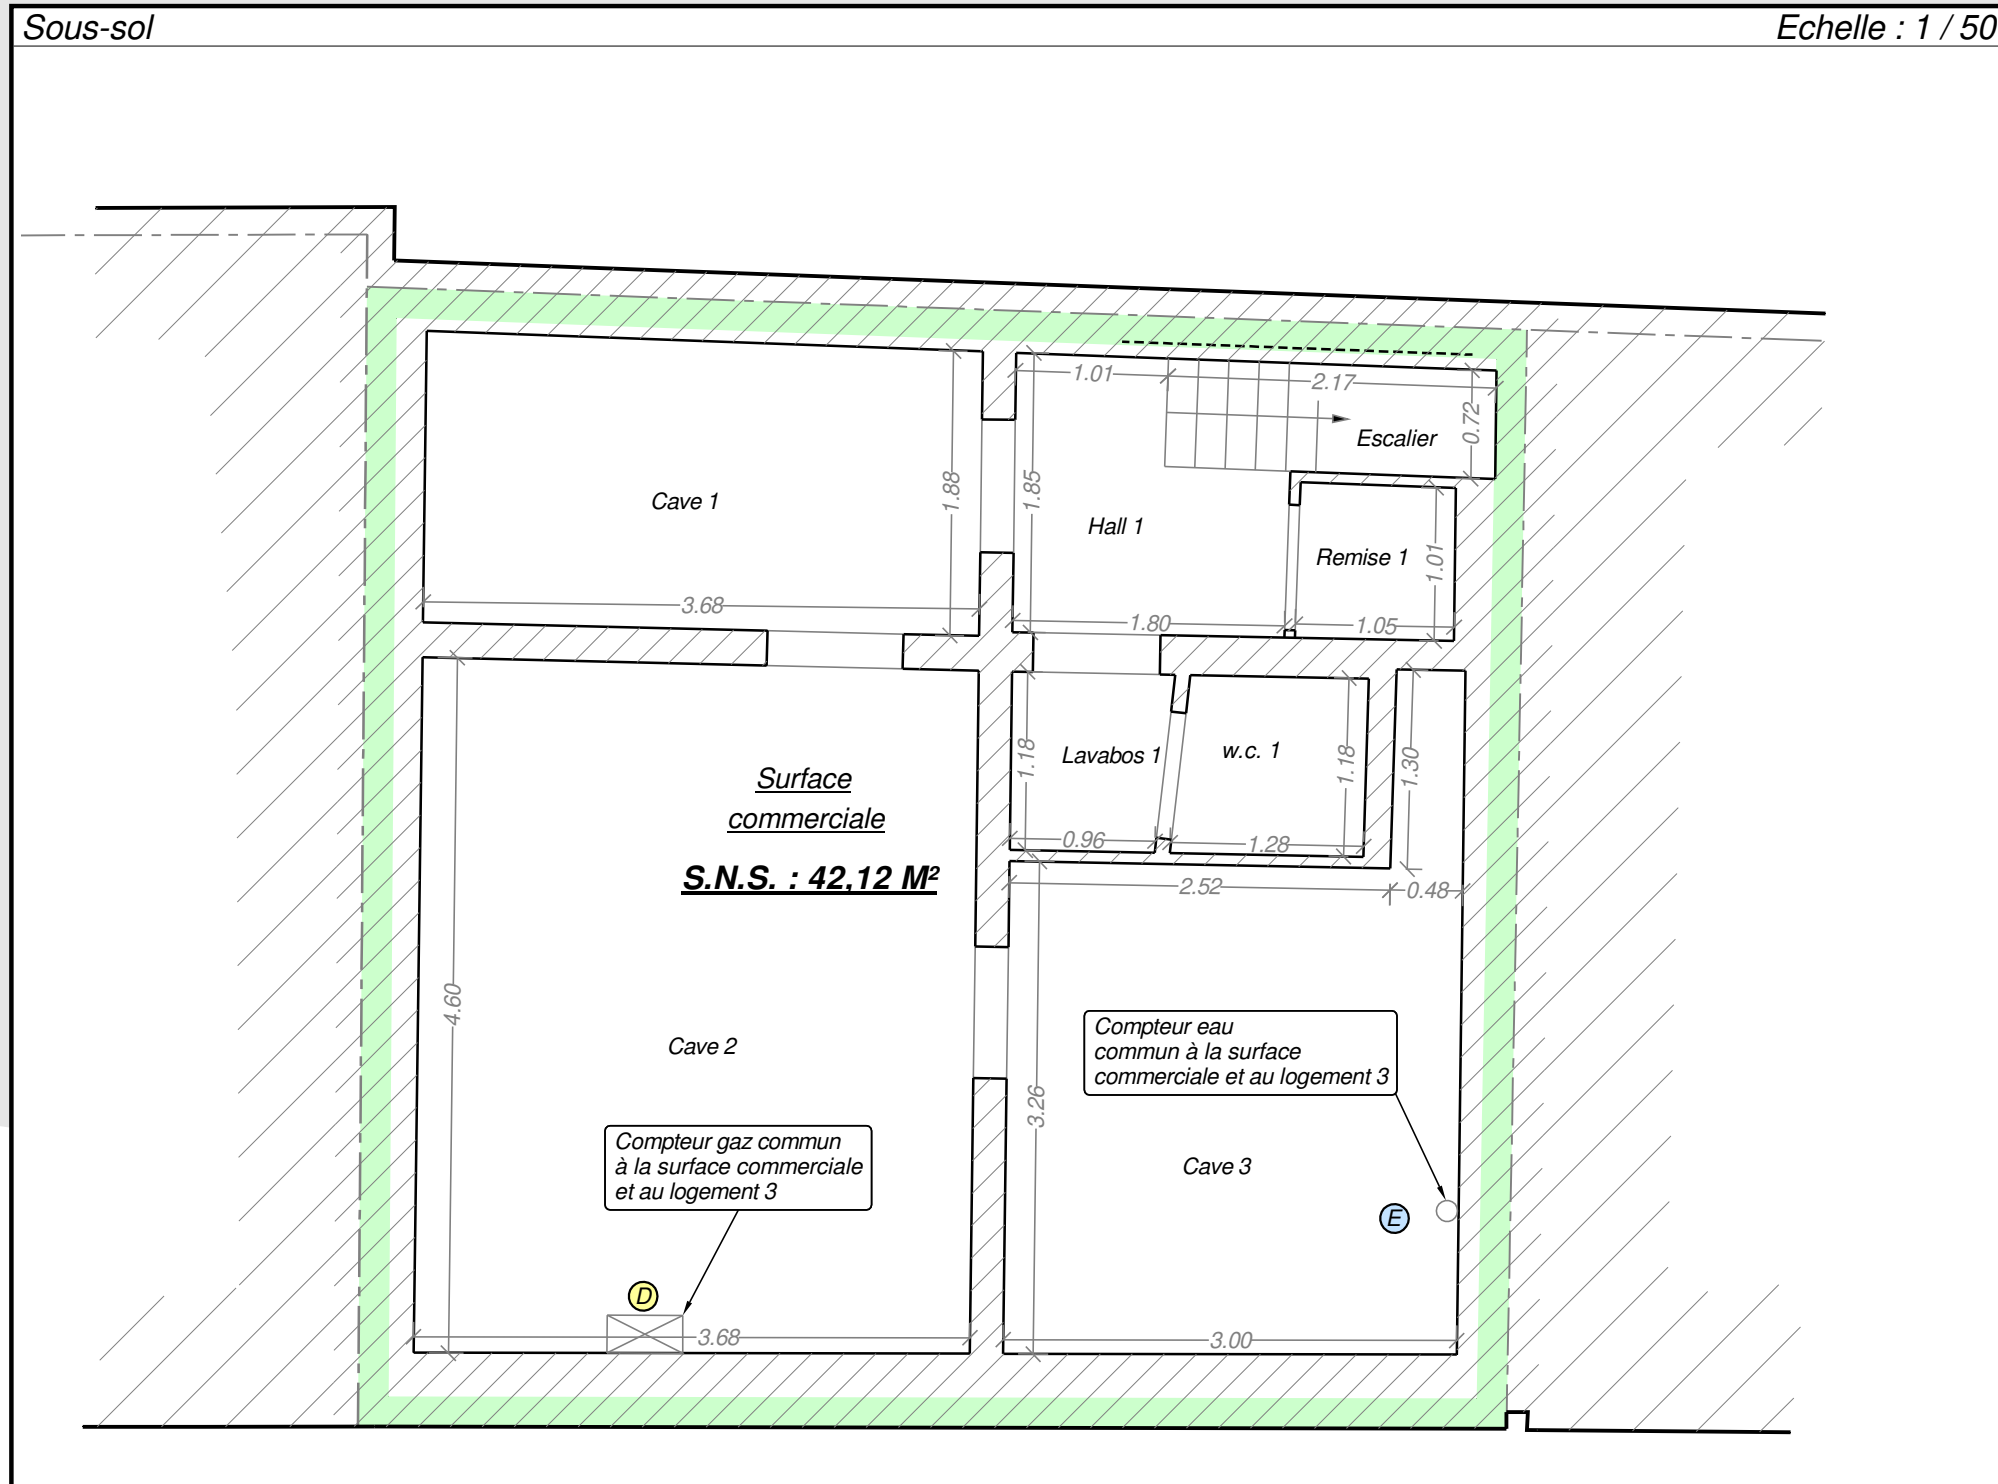 Sous-sol
Echelle : 1 / 50
1.01
2.17
0.72
Escalier
1.88
1.85
Cave 1
Hall 1
Remise 1
1.01
3.68
1.80
1.05
Surface
commerciale
S.N.S. : 42,12 M²
1.18
Lavabos 1
w.c. 1
1.18
1.30
0.96
1.28
2.52
0.48
4.60
Cave 2
3.26
Compteur eau
commun à la surface
commerciale et au logement 3
Compteur gaz commun
à la surface commerciale
et au logement 3
Cave 3
E
D
3.68
3.00